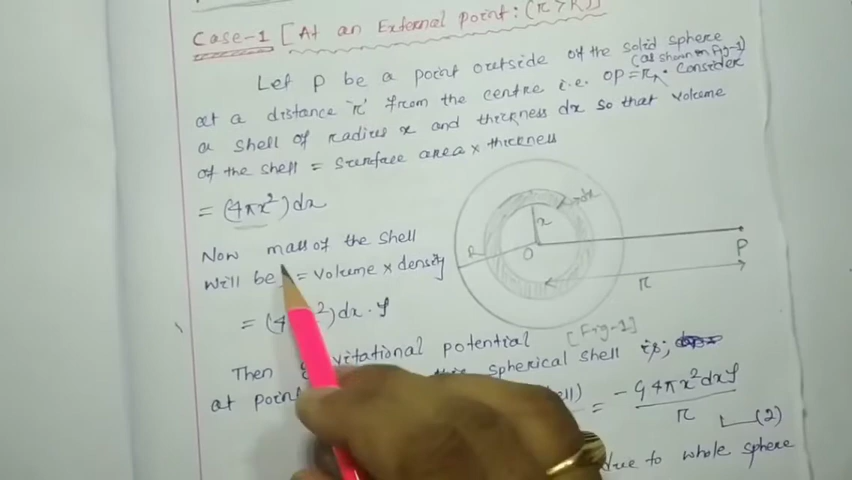 Case-1 [At an External point: (r > R)]
Let P be a point outside of the solid sphere
(as shown in Fig-1)
at a distance 'r' from the centre i.e. OP = r. Consider
a shell of radius x and thickness dx so that volume
of the shell = Surface area x thickness
= (4πx²)dx
Now mass of the shell
will be = volume x density
= (4 ²)dx . ρ
dx
x
R
O
P
r
[Fig-1]
Then vitational potential
at point spherical shell is;
= -G4πx²dxρ / r (2)
due to whole sphere